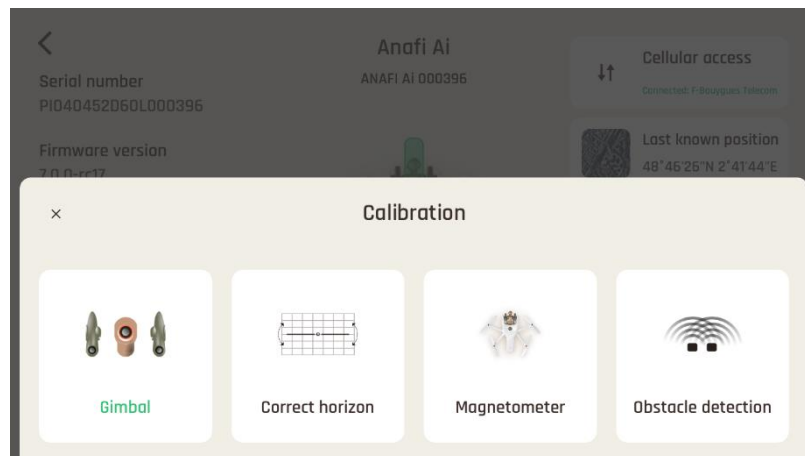 Anafi Ai
ANAFI Ai 000396
Serial number
PI040452D60L000396
Firmware version
7.0.0-rc17
Cellular access
Connected: F-Bouygues Telecom
Last known position
48°46'26"N 2°41'44"E
×
Calibration
Gimbal
Correct horizon
Magnetometer
Obstacle detection